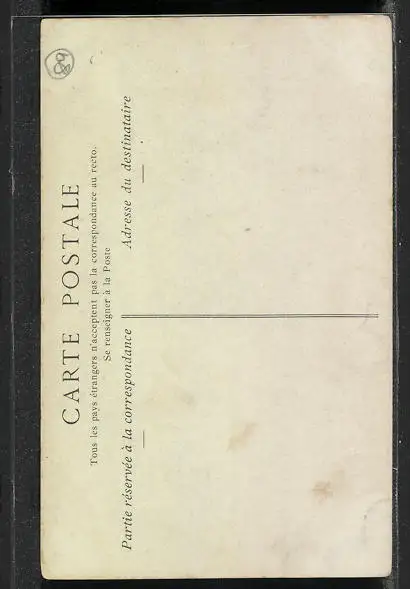 CARTE POSTALE
Tous les pays étrangers n'acceptent pas la correspondance au recto.
Se renseigner à la Poste
Partie réservée à la correspondance
Adresse du destinataire
89